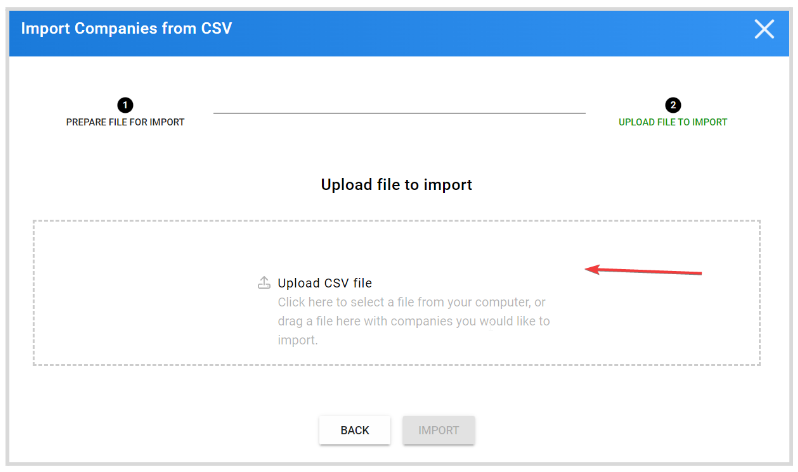 Import Companies from CSV
1
2
PREPARE FILE FOR IMPORT
UPLOAD FILE TO IMPORT
Upload file to import
Upload CSV file
Click here to select a file from your computer, or
drag a file here with companies you would like to
import.
BACK
IMPORT